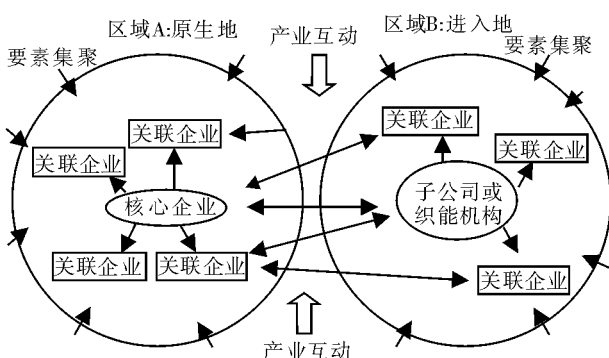 区域A:原生地
产业互动
区域B:进入地
要素集聚
要素集聚
关联企业
关联企业
核心企业
关联企业
关联企业
关联企业
关联企业
子公司或
织能机构
关联企业
产业互动